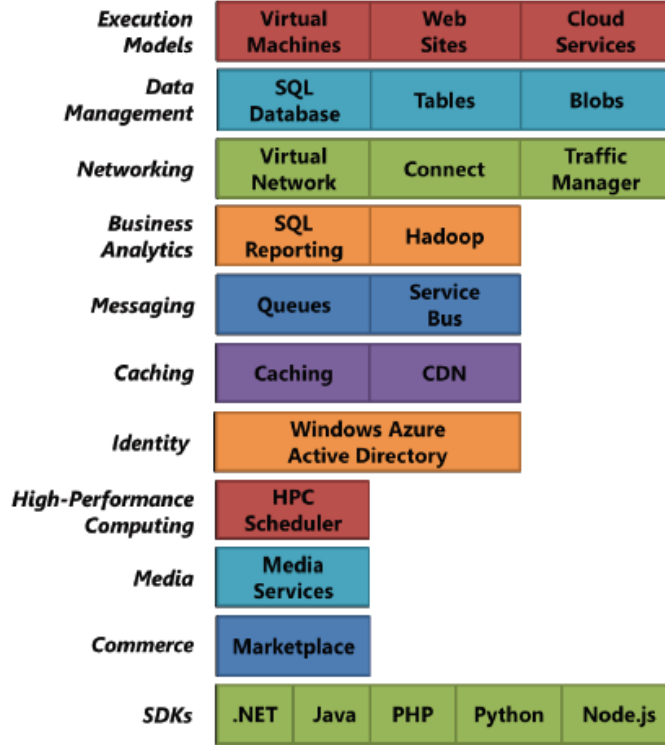 Execution Models
Virtual Machines
Web Sites
Cloud Services
Data Management
SQL Database
Tables
Blobs
Networking
Virtual Network
Connect
Traffic Manager
Business Analytics
SQL Reporting
Hadoop
Messaging
Queues
Service Bus
Caching
Caching
CDN
Identity
Windows Azure Active Directory
High-Performance Computing
HPC Scheduler
Media
Media Services
Commerce
Marketplace
SDKs
.NET
Java
PHP
Python
Node.js